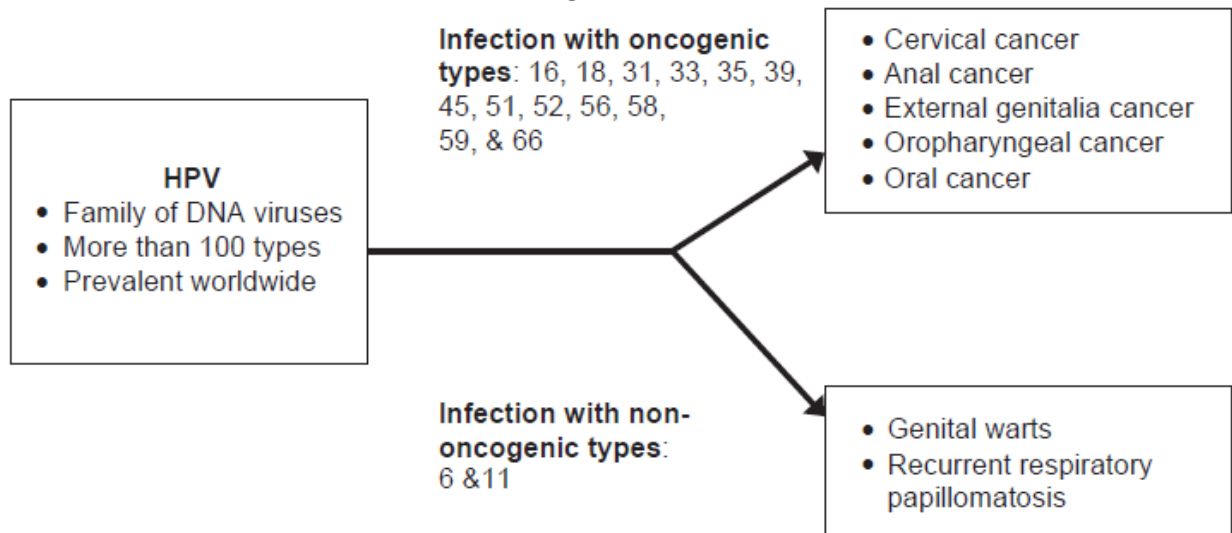 HPV
• Family of DNA viruses
• More than 100 types
• Prevalent worldwide
Infection with oncogenic
types: 16, 18, 31, 33, 35, 39,
45, 51, 52, 56, 58,
59, & 66
• Cervical cancer
• Anal cancer
• External genitalia cancer
• Oropharyngeal cancer
• Oral cancer
Infection with non-
oncogenic types:
6 &11
• Genital warts
• Recurrent respiratory
papillomatosis